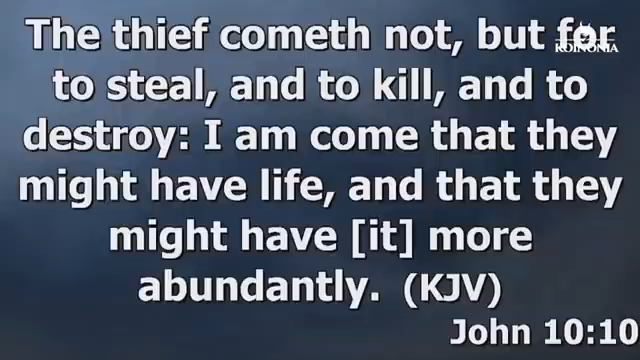 The thief cometh not, but for
to steal, and to kill, and to
destroy: I am come that they
might have life, and that they
might have [it] more
abundantly. (KJV)
John 10:10
KOINONIA